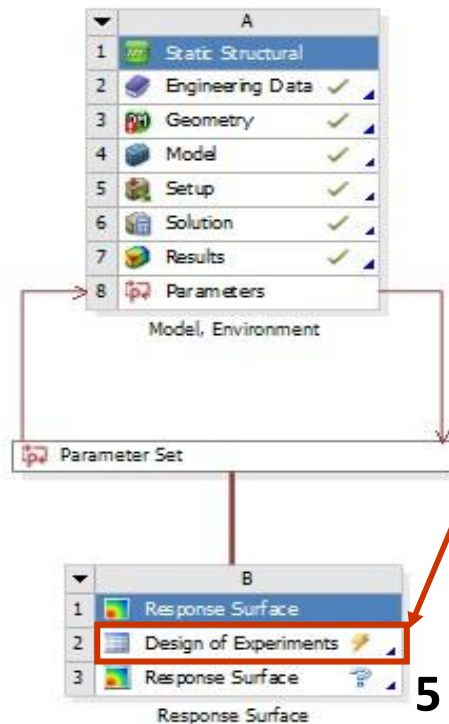 A
1 Static Structural
2 Engineering Data
3 Geometry
4 Model
5 Setup
6 Solution
7 Results
8 Parameters
Model, Environment
Parameter Set
B
1 Response Surface
2 Design of Experiments
3 Response Surface
5
Response Surface